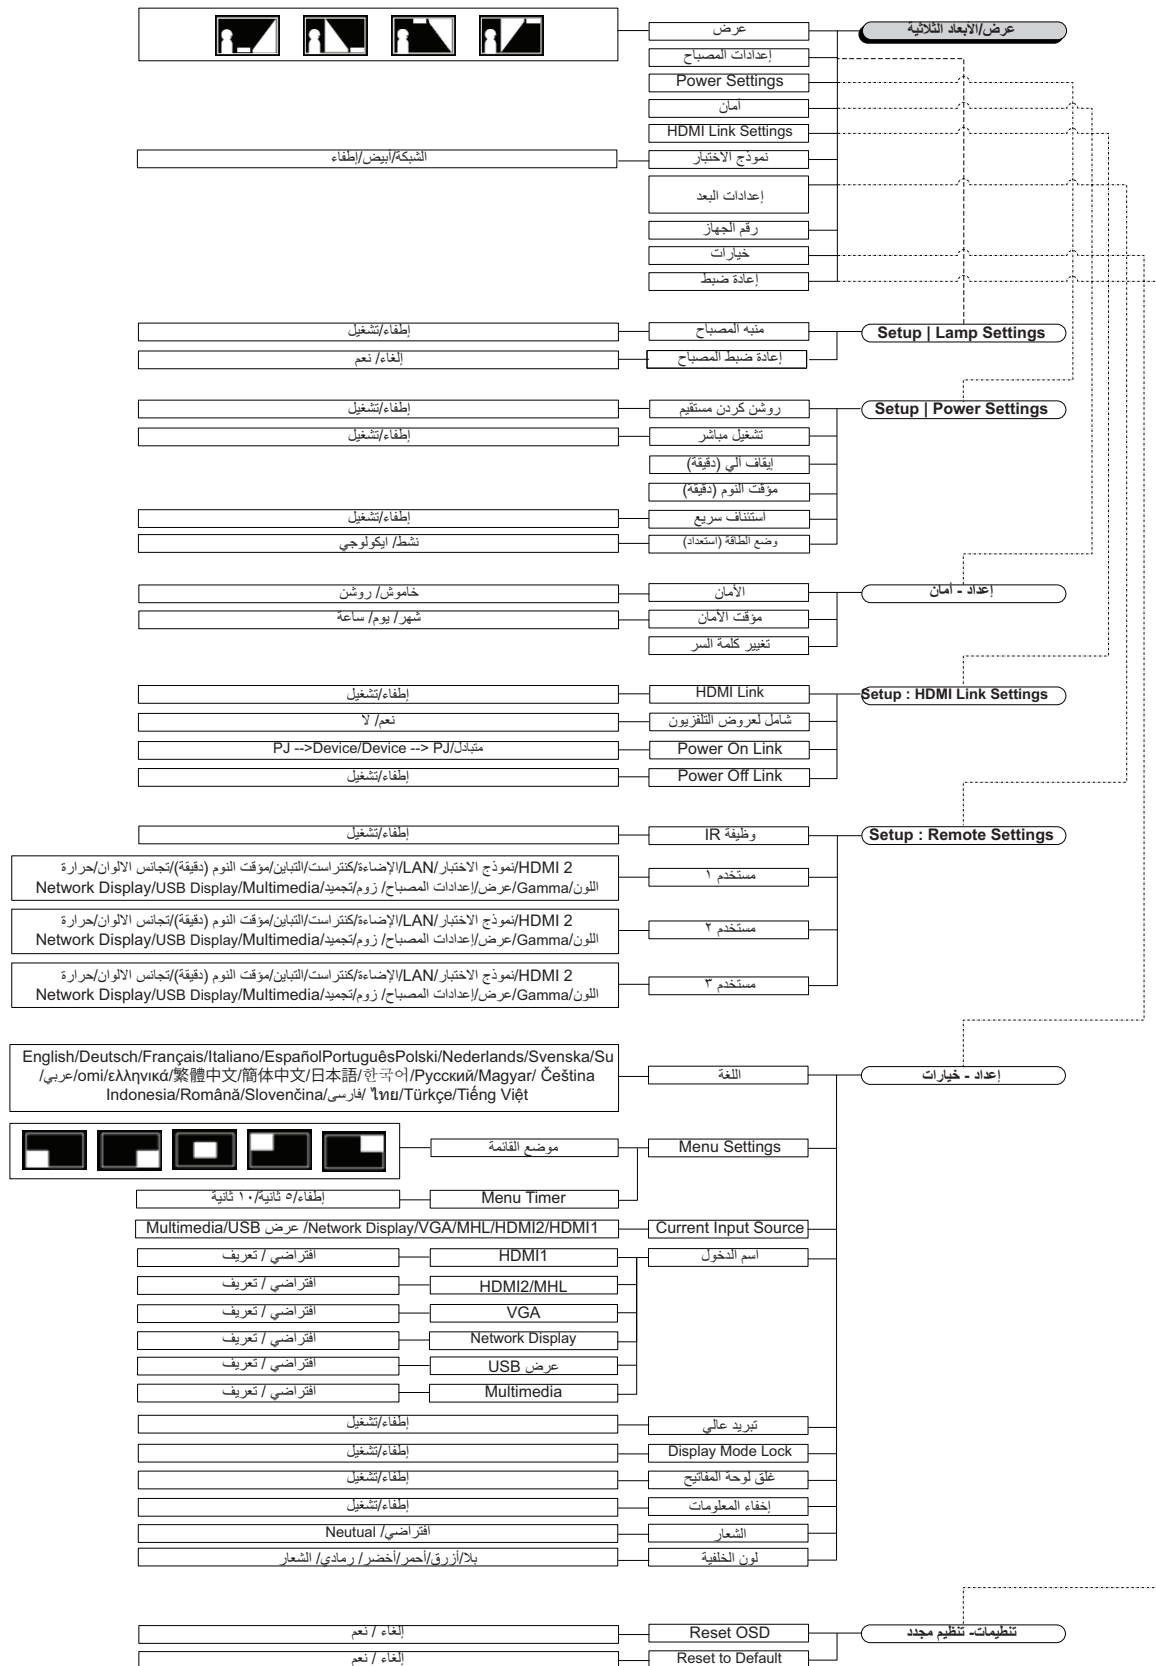 عرض/الأبعاد الثلاثية
عرض
إعدادات المصباح
Power Settings
أمان
HDMI Link Settings
نموذج الاختبار
الشبكة/أبيض/إطفاء
إعدادات البعد
رقم الجهاز
خيارات
إعادة ضبط
Setup | Lamp Settings
منبه المصباح
إطفاء/تشغيل
إعادة ضبط المصباح
إلغاء/ نعم
Setup | Power Settings
روشن کردن مستقیم
إطفاء/تشغيل
تشغيل مباشر
إطفاء/تشغيل
إيقاف آلي (دقيقة)
مؤقت النوم (دقيقة)
استئناف سريع
إطفاء/تشغيل
وضع الطاقة (استعداد)
نشط/ ايكولوجي
إعداد - أمان
الأمان
خاموش/ روشن
مؤقت الأمان
شهر/ يوم/ ساعة
تغيير كلمة السر
Setup : HDMI Link Settings
HDMI Link
إطفاء/تشغيل
شامل لعروض التلفزيون
نعم/ لا
Power On Link
متبادل/PJ -->Device/Device --> PJ
Power Off Link
إطفاء/تشغيل
Setup : Remote Settings
وظيفة IR
إطفاء/تشغيل
مستخدم ١
HDMI 2/نموذج الاختبار/LAN/الإضاءة/كنتراست/التباين/مؤقت النوم (دقيقة)/تجانس الالوان/حرارة
اللون/Gamma/عرض/إعدادات المصباح/ زوم/تجميد/Network Display/USB Display/Multimedia
مستخدم ٢
HDMI 2/نموذج الاختبار/LAN/الإضاءة/كنتراست/التباين/مؤقت النوم (دقيقة)/تجانس الالوان/حرارة
اللون/Gamma/عرض/إعدادات المصباح/ زوم/تجميد/Network Display/USB Display/Multimedia
مستخدم ٣
HDMI 2/نموذج الاختبار/LAN/الإضاءة/كنتراست/التباين/مؤقت النوم (دقيقة)/تجانس الالوان/حرارة
اللون/Gamma/عرض/إعدادات المصباح/ زوم/تجميد/Network Display/USB Display/Multimedia
إعداد - خيارات
اللغة
English/Deutsch/Français/Italiano/EspañolPortuguêsPolski/Nederlands/Svenska/Su
عربي/omi/ελληνικά/繁體中文/簡体中文/日本語/한국어/Русский/Magyar/ Čeština/
Indonesia/Română/Slovenčina/فارسی/ ไทย/Türkçe/Tiếng Việt
Menu Settings
موضع القائمة
Menu Timer
إطفاء/٥ ثانية/١٠ ثانية
Current Input Source
Multimedia/USB عرض /Network Display/VGA/MHL/HDMI2/HDMI1
اسم الدخول
HDMI1
افتراضي / تعريف
HDMI2/MHL
افتراضي / تعريف
VGA
افتراضي / تعريف
Network Display
افتراضي / تعريف
عرض USB
افتراضي / تعريف
Multimedia
افتراضي / تعريف
تبريد عالي
إطفاء/تشغيل
Display Mode Lock
إطفاء/تشغيل
غلق لوحة المفاتيح
إطفاء/تشغيل
إخفاء المعلومات
إطفاء/تشغيل
الشعار
افتراضي/ Neutual
لون الخلفية
بلا/أزرق/أحمر/أخضر/ رمادي/ الشعار
تنظيمات- تنظيم مجدد
Reset OSD
إلغاء / نعم
Reset to Default
إلغاء / نعم